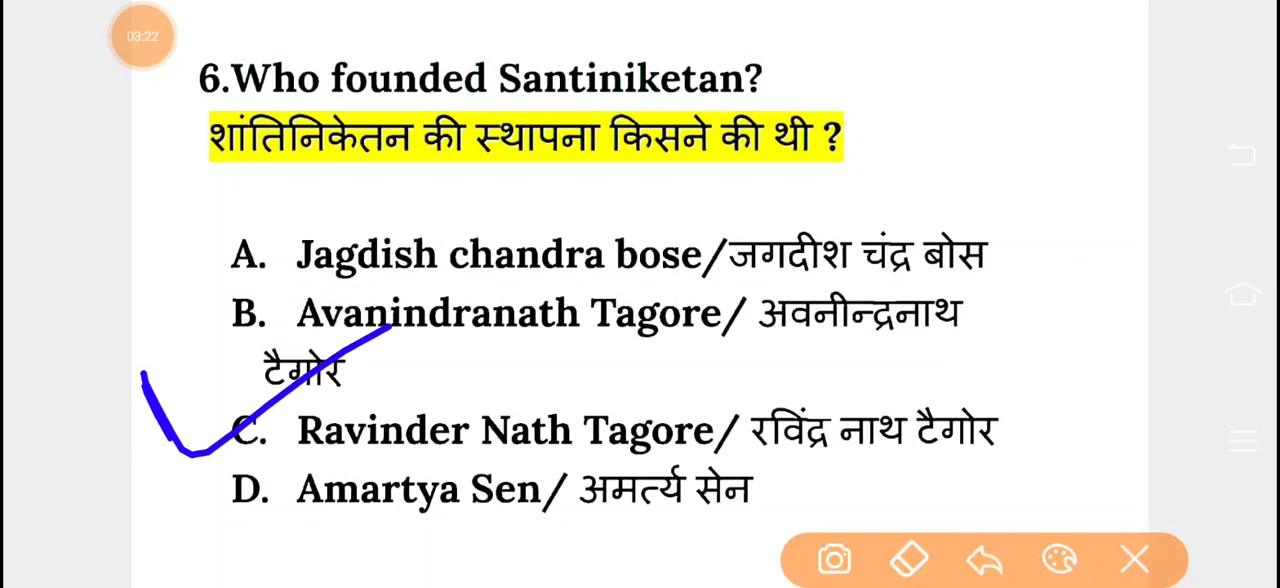 03:22
6.Who founded Santiniketan?
शांतिनिकेतन की स्थापना किसने की थी ?
A. Jagdish chandra bose/जगदीश चंद्र बोस
B. Avanindranath Tagore/ अवनीन्द्रनाथ
टैगोर
C. Ravinder Nath Tagore/ रविंद्र नाथ टैगोर
D. Amartya Sen/ अमर्त्य सेन